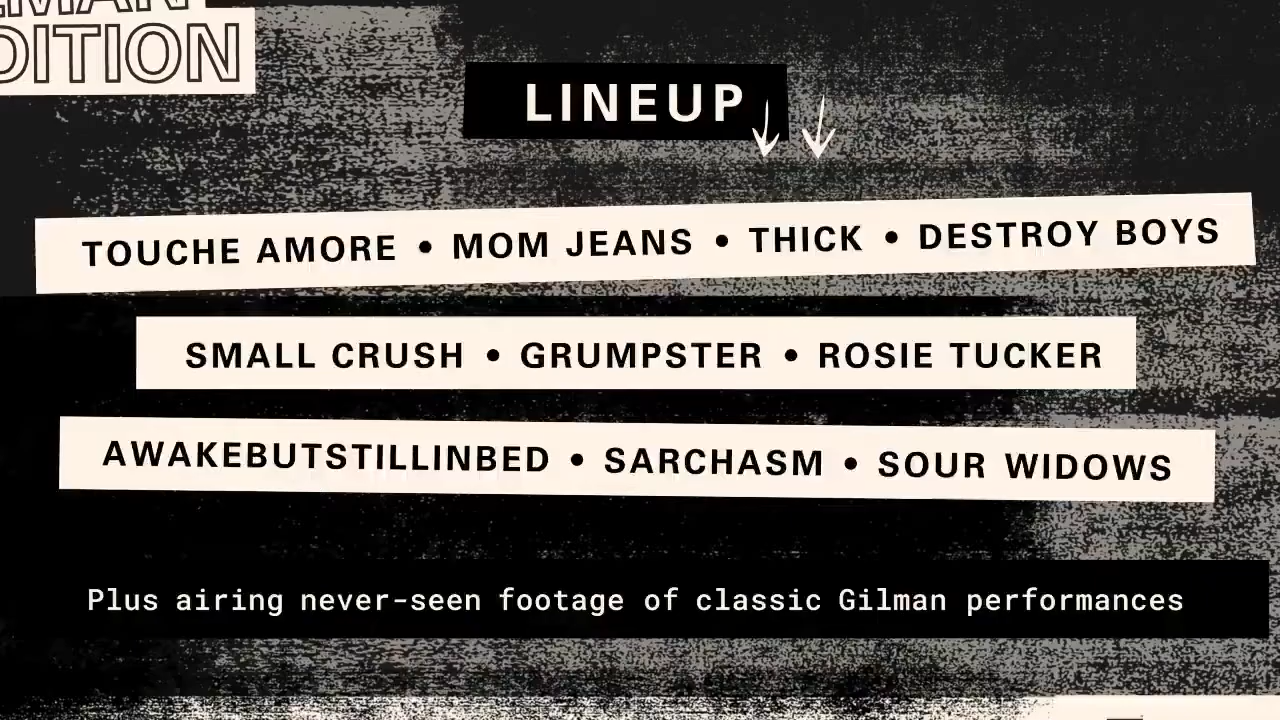 DITION
LINEUP
TOUCHE AMORE • MOM JEANS • THICK • DESTROY BOYS
SMALL CRUSH • GRUMPSTER • ROSIE TUCKER
AWAKEBUTSTILLINBED • SARCHASM • SOUR WIDOWS
Plus airing never-seen footage of classic Gilman performances